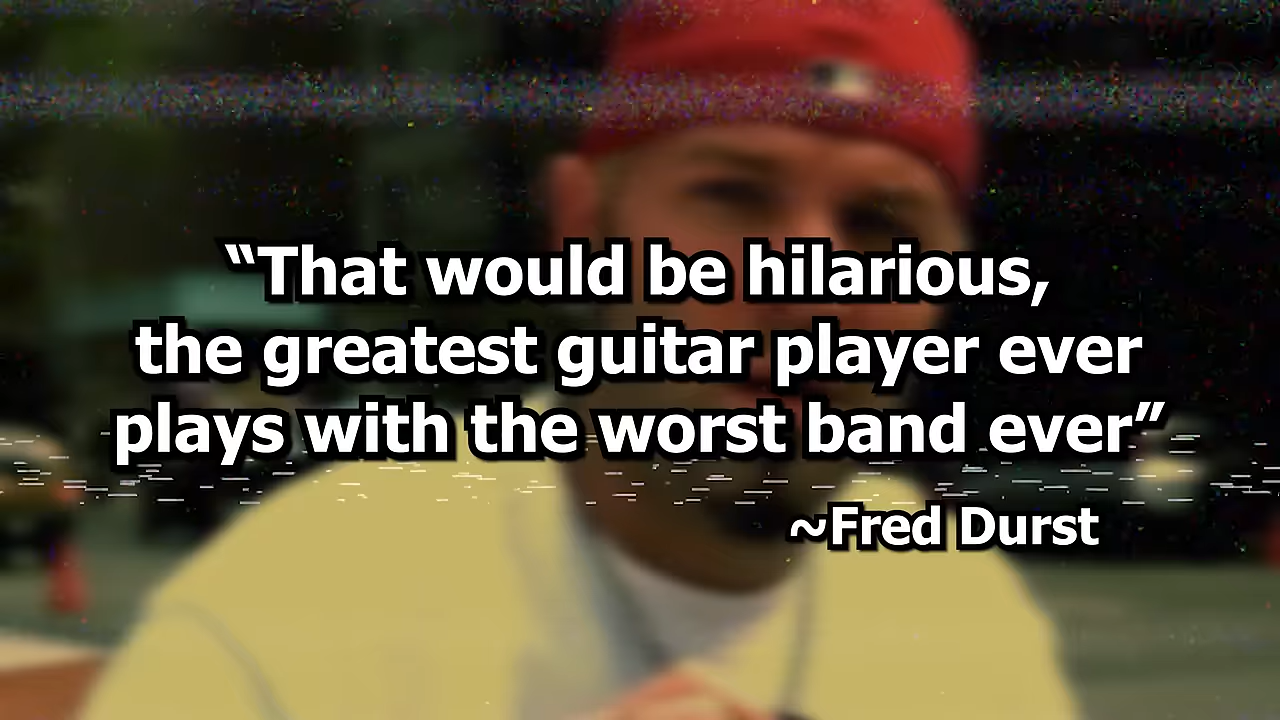 “That would be hilarious,
the greatest guitar player ever
plays with the worst band ever”
~Fred Durst